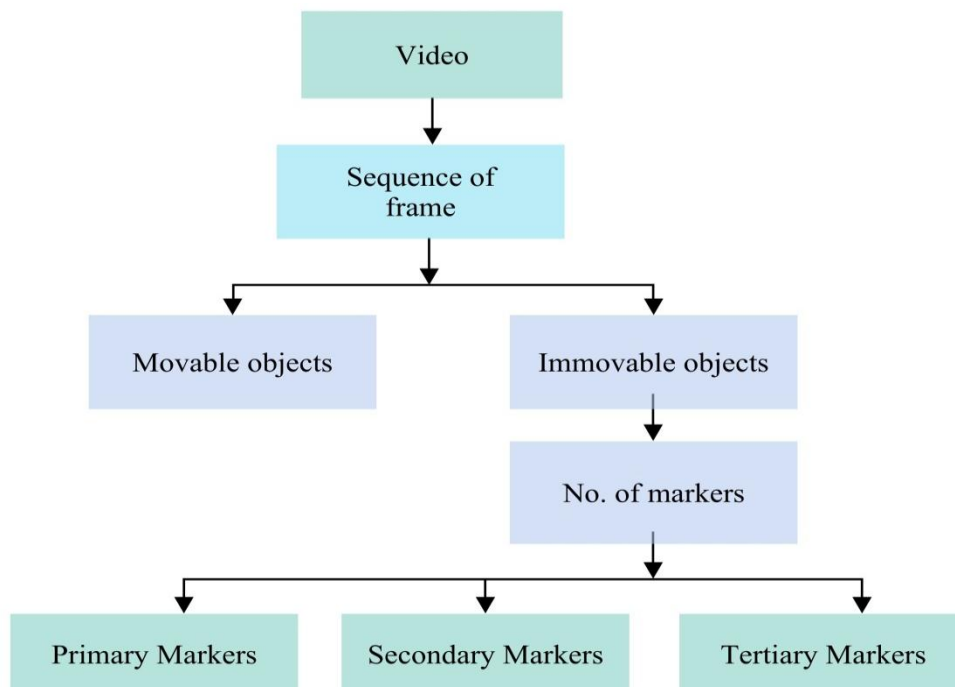 Video
Sequence of
frame
Movable objects
Immovable objects
No. of markers
Primary Markers
Secondary Markers
Tertiary Markers